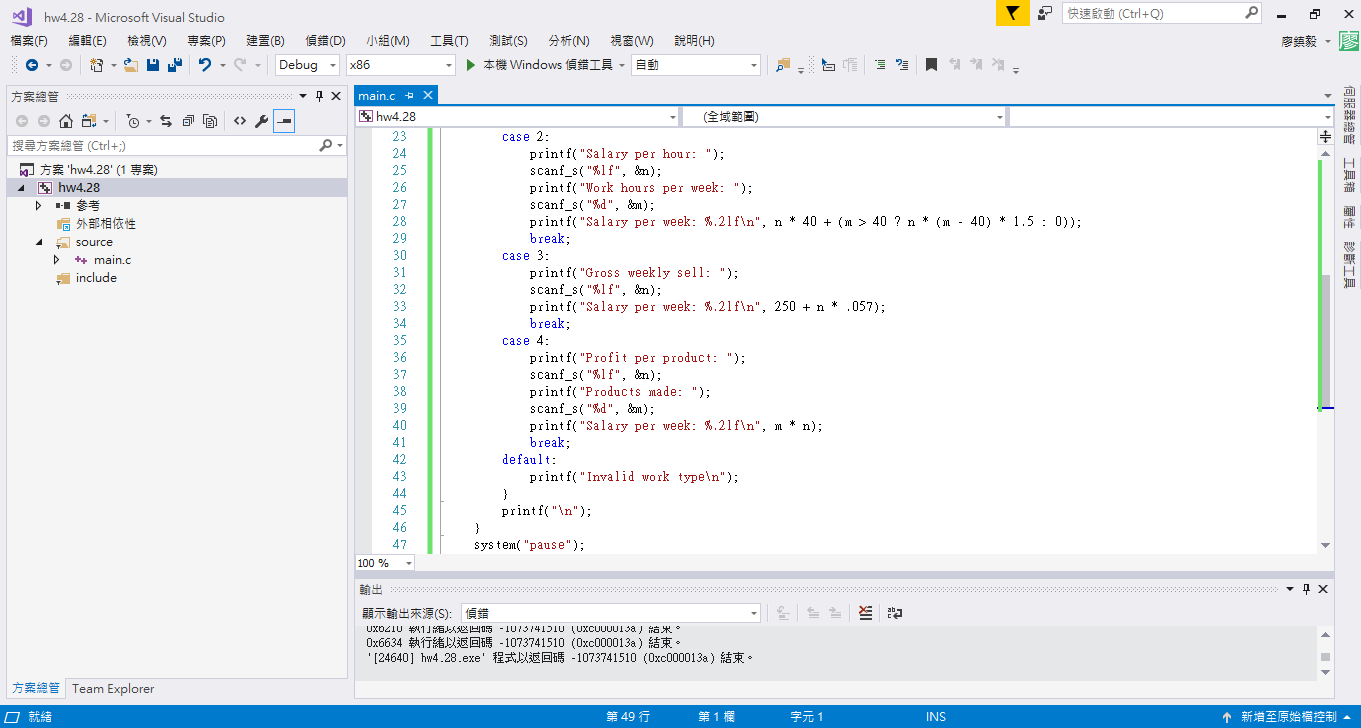 hw4.28 - Microsoft Visual Studio
快速啟動 (Ctrl+Q)
檔案(F) 編輯(E) 檢視(V) 專案(P) 建置(B) 偵錯(D) 小組(M) 工具(T) 測試(S) 分析(N) 視窗(W) 說明(H)
廖鎮毅
廖
Debug x86 本機 Windows 偵錯工具 自動
方案總管
搜尋方案總管 (Ctrl+;)
方案 'hw4.28' (1 專案)
hw4.28
參考
外部相依性
source
main.c
include
方案總管 Team Explorer
main.c
hw4.28 (全域範圍)
23 case 2:
24 printf("Salary per hour: ");
25 scanf_s("%lf", &n);
26 printf("Work hours per week: ");
27 scanf_s("%d", &m);
28 printf("Salary per week: %.2lf\n", n * 40 + (m > 40 ? n * (m - 40) * 1.5 : 0));
29 break;
30 case 3:
31 printf("Gross weekly sell: ");
32 scanf_s("%lf", &n);
33 printf("Salary per week: %.2lf\n", 250 + n * .057);
34 break;
35 case 4:
36 printf("Profit per product: ");
37 scanf_s("%lf", &n);
38 printf("Products made: ");
39 scanf_s("%d", &m);
40 printf("Salary per week: %.2lf\n", m * n);
41 break;
42 default:
43 printf("Invalid work type\n");
44 }
45 printf("\n");
46 }
47 system("pause");
100 %
輸出
顯示輸出來源(S): 偵錯
0x6210 執行緒以返回碼 -1073741510 (0xc000013a) 結束。
0x6634 執行緒以返回碼 -1073741510 (0xc000013a) 結束。
'[24640] hw4.28.exe' 程式以返回碼 -1073741510 (0xc000013a) 結束。
伺服器總管
工具箱
屬性
診斷工具
就緒 第 49 行 第 1 欄 字元 1 INS 新增至原始檔控制